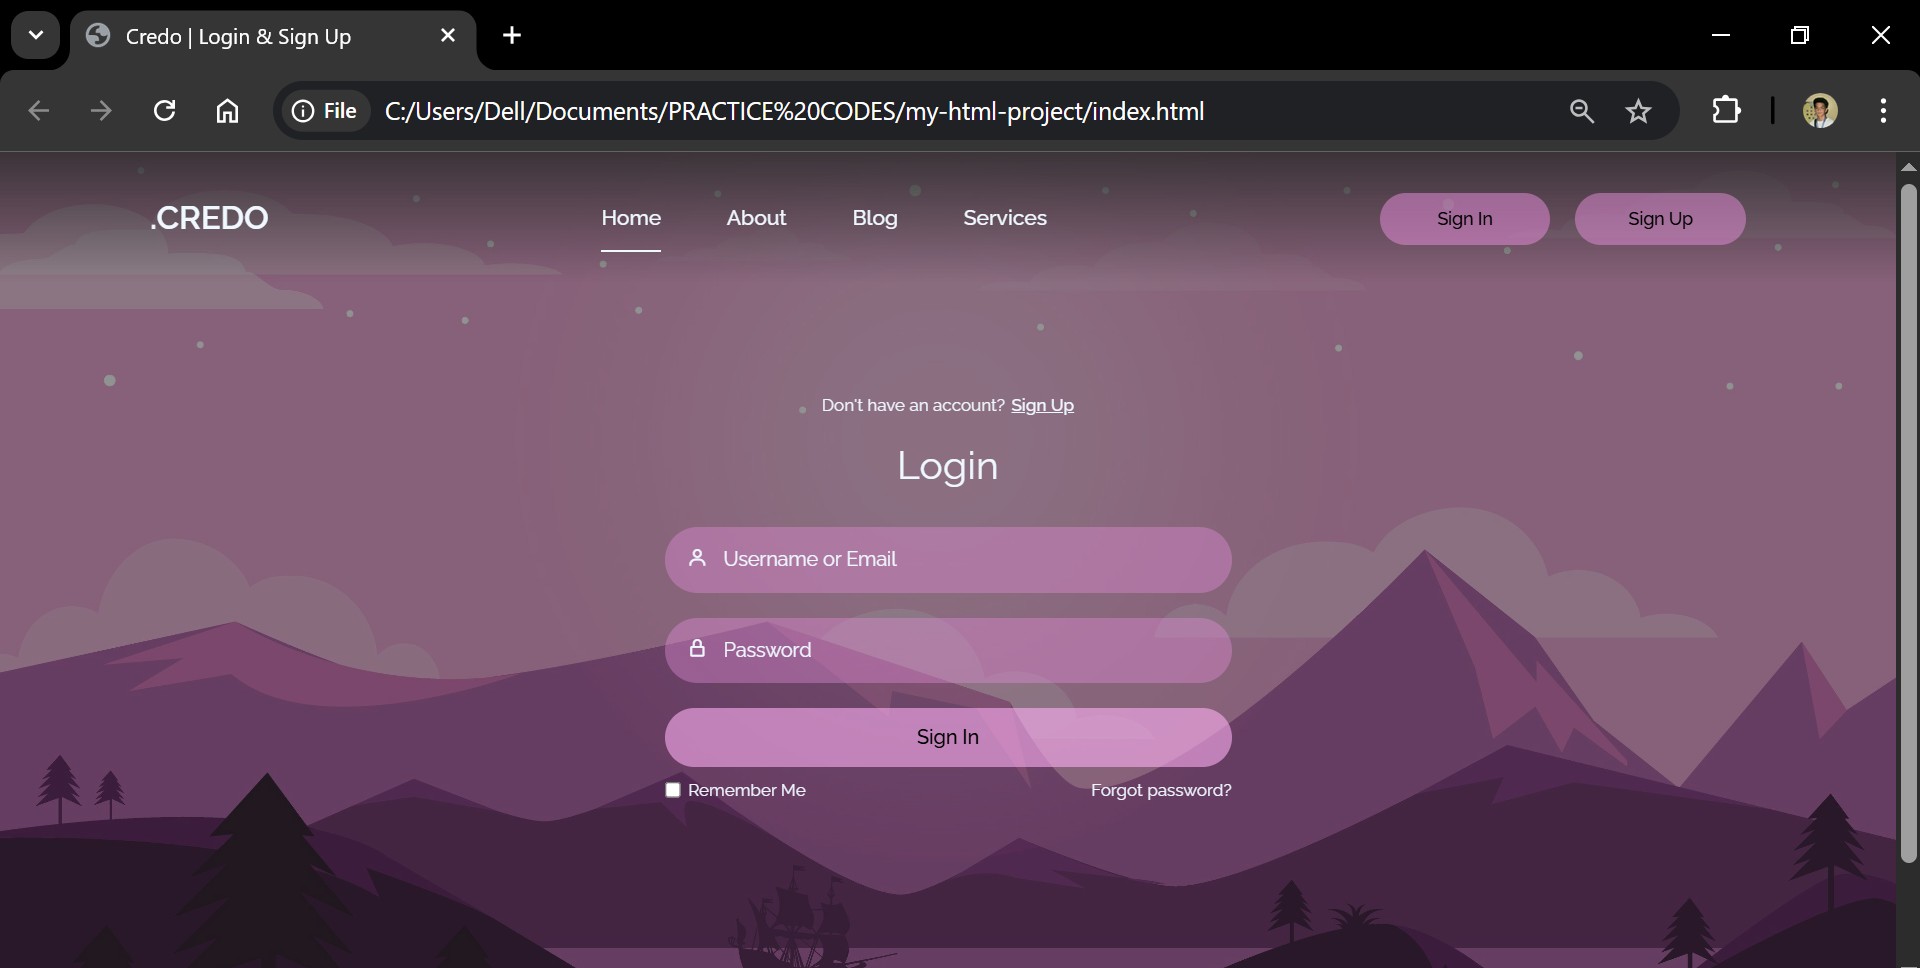 Credo | Login & Sign Up
File C:/Users/Dell/Documents/PRACTICE%20CODES/my-html-project/index.html
.CREDO Home About Blog Services Sign In Sign Up
Don't have an account? Sign Up
Login
Username or Email
Password
Sign In
Remember Me Forgot password?